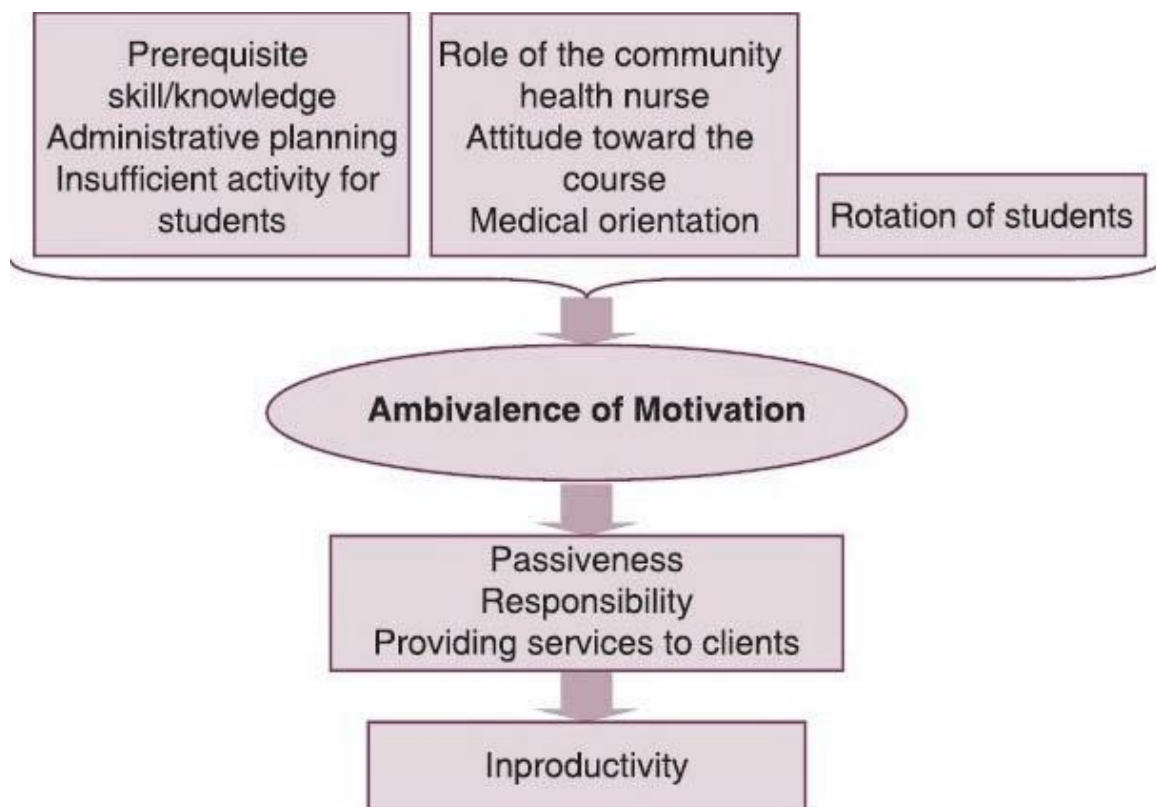 Prerequisite
skill/knowledge
Administrative planning
Insufficient activity for
students
Role of the community
health nurse
Attitude toward the
course
Medical orientation
Rotation of students
Ambivalence of Motivation
Passiveness
Responsibility
Providing services to clients
Inproductivity